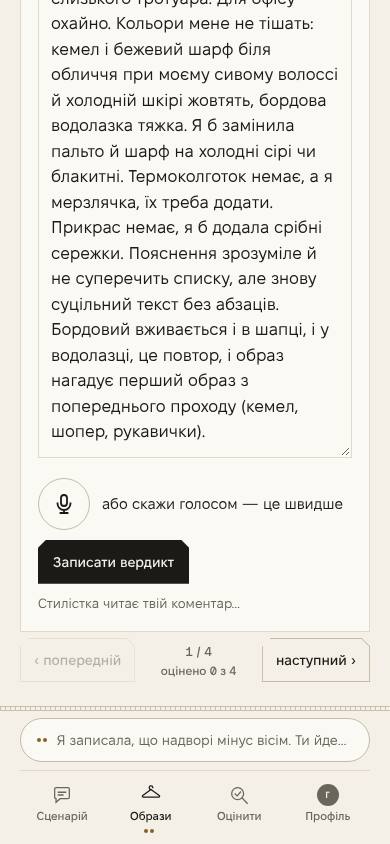 слизького тротуара. Для офісу
охайно. Кольори мене не тішать:
кемел і бежевий шарф біля
обличчя при моєму сивому волоссі
й холодній шкірі жовтять, бордова
водолазка тяжка. Я б замінила
пальто й шарф на холодні сірі чи
блакитні. Термоколготок немає, а я
мерзлячка, їх треба додати.
Прикрас немає, я б додала срібні
сережки. Пояснення зрозуміле й
не суперечить списку, але знову
суцільний текст без абзаців.
Бордовий вживається і в шапці, і у
водолазці, це повтор, і образ
нагадує перший образ з
попереднього проходу (кемел,
шопер, рукавички).
або скажи голосом — це швидше
Записати вердикт
Стилістка читає твій коментар...
‹ попередній
1 / 4
оцінено 0 з 4
наступний ›
Я записала, що надворі мінус вісім. Ти йде...
Сценарій
Образи
Оцінити
г
Профіль